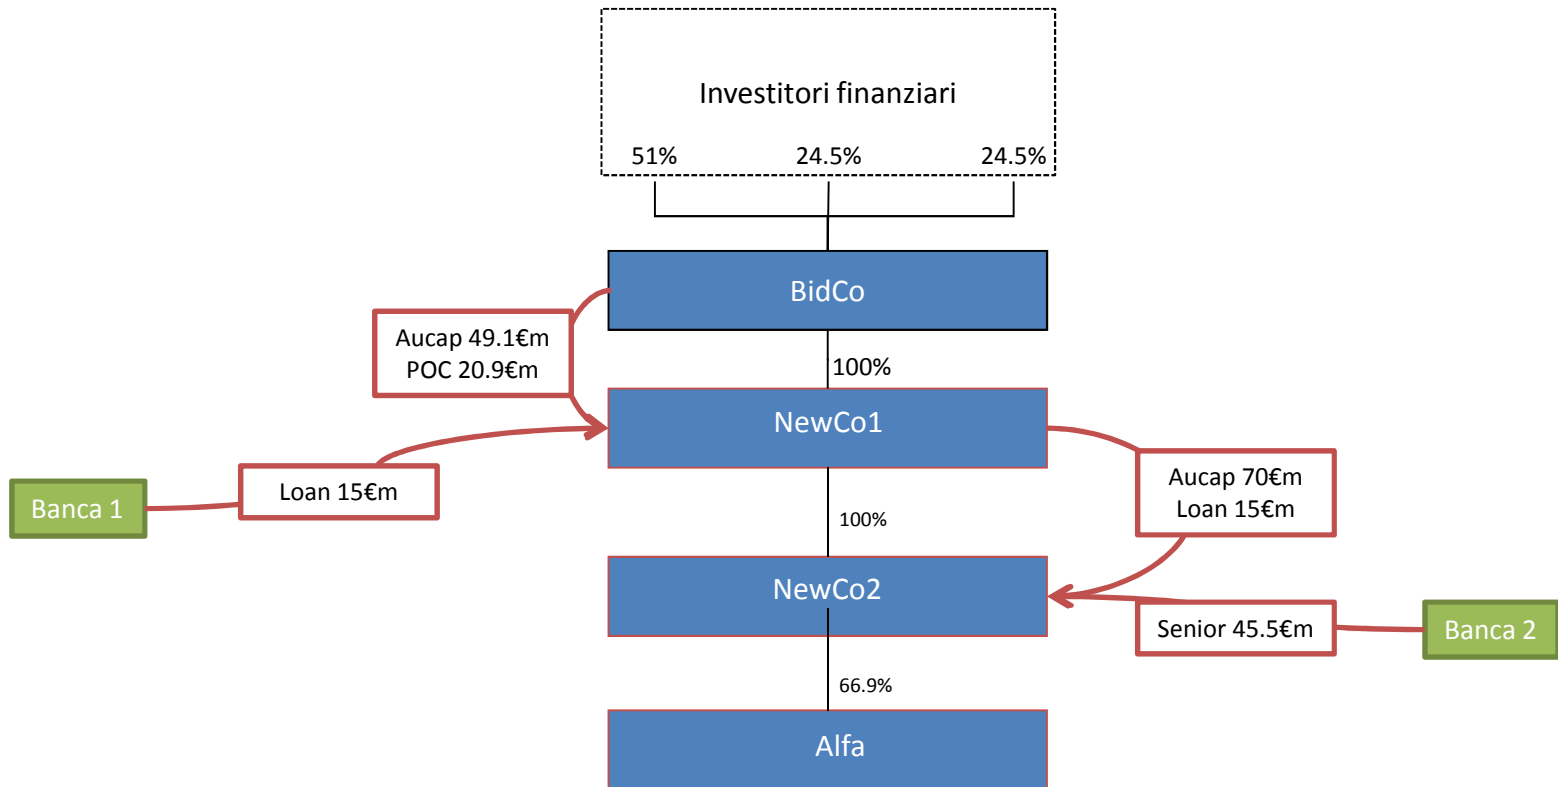 Investitori finanziari
51% 24.5% 24.5%
BidCo
Aucap 49.1€m
POC 20.9€m
100%
NewCo1
Loan 15€m
Banca 1
Aucap 70€m
Loan 15€m
100%
NewCo2
Senior 45.5€m
Banca 2
66.9%
Alfa